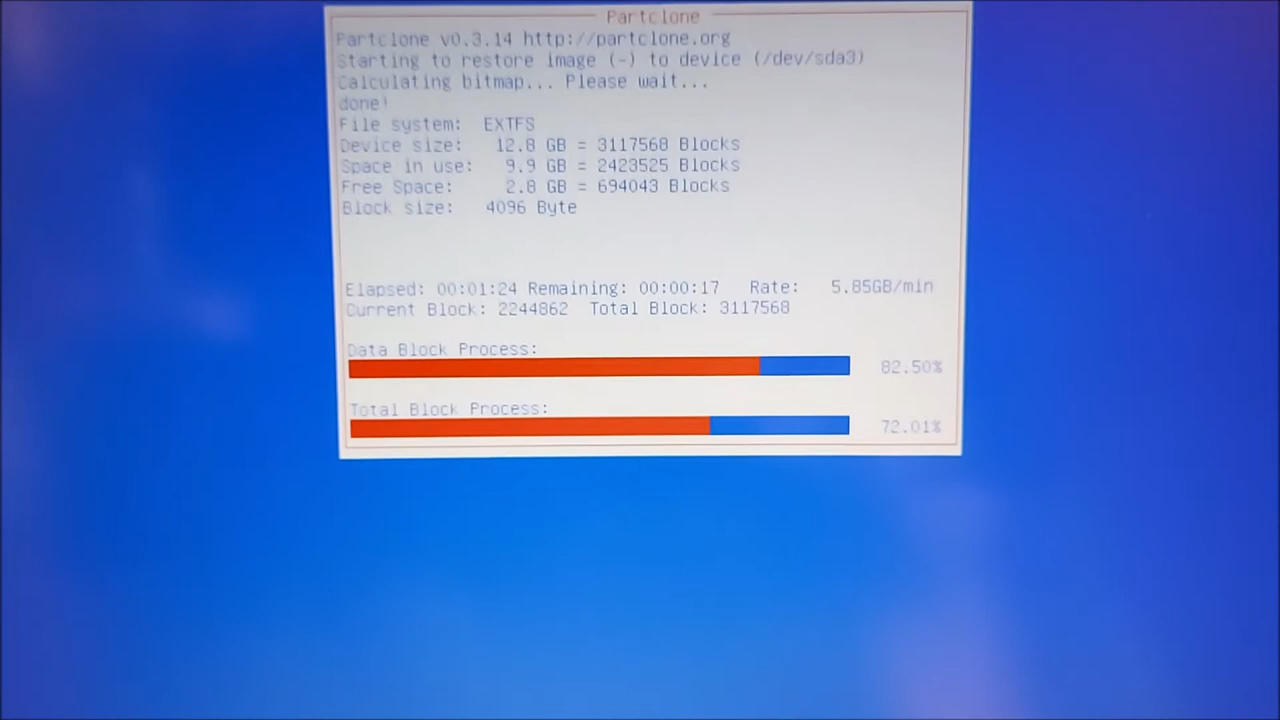 Partclone
Partclone v0.3.14 http://partclone.org
Starting to restore image (-) to device (/dev/sda3)
Calculating bitmap... Please wait...
done!
File system:  EXTFS
Device size:   12.8 GB = 3117568 Blocks
Space in use:   9.9 GB = 2423525 Blocks
Free Space:     2.8 GB = 694043 Blocks
Block size:   4096 Byte
Elapsed: 00:01:24 Remaining: 00:00:17   Rate:   5.85GB/min
Current Block: 2244862  Total Block: 3117568
Data Block Process:
82.50%
Total Block Process:
72.01%